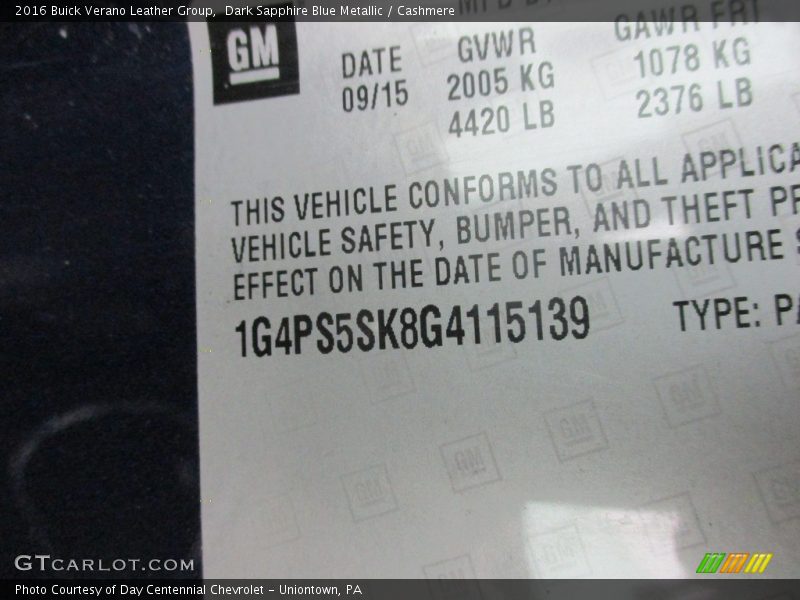 2016 Buick Verano Leather Group, Dark Sapphire Blue Metallic / Cashmere
GM
DATE
09/15
GVWR
2005 KG
4420 LB
GAWR FRT
1078 KG
2376 LB
THIS VEHICLE CONFORMS TO ALL APPLICA
VEHICLE SAFETY, BUMPER, AND THEFT PR
EFFECT ON THE DATE OF MANUFACTURE S
1G4PS5SK8G4115139
TYPE: PA
GTCARLOT.COM
Photo Courtesy of Day Centennial Chevrolet - Uniontown, PA